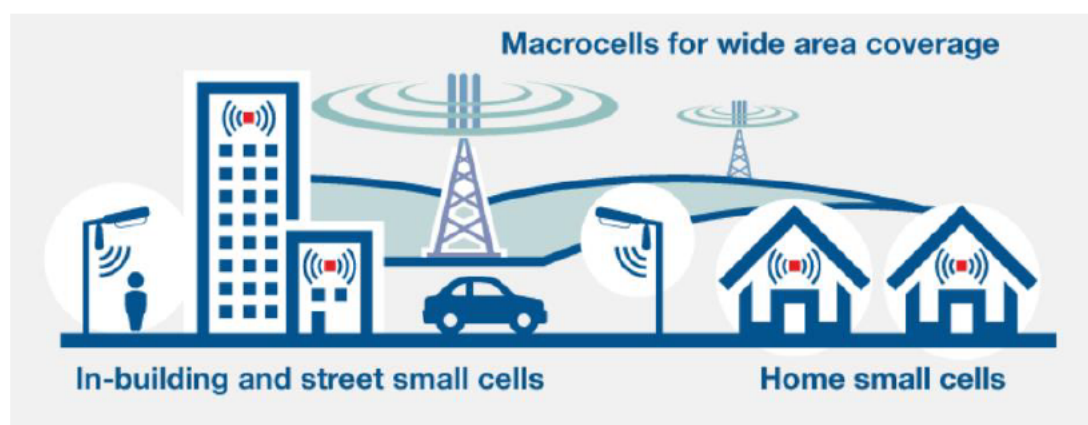 Macrocells for wide area coverage
In-building and street small cells
Home small cells